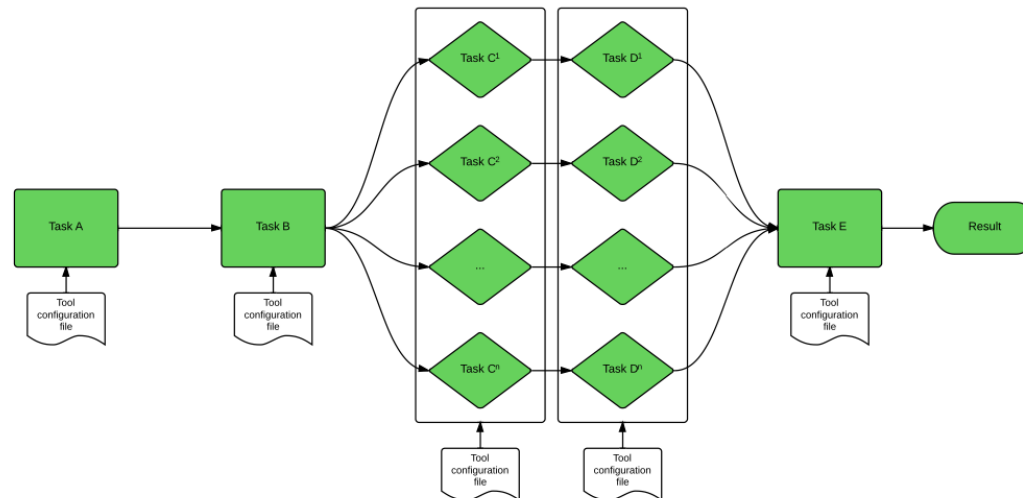 Task C¹
Task D¹
Task C²
Task D²
Task A
Task B
Task E
Result
...
...
Tool
configuration
file
Tool
configuration
file
Tool
configuration
file
Task Cⁿ
Task Dⁿ
Tool
configuration
file
Tool
configuration
file